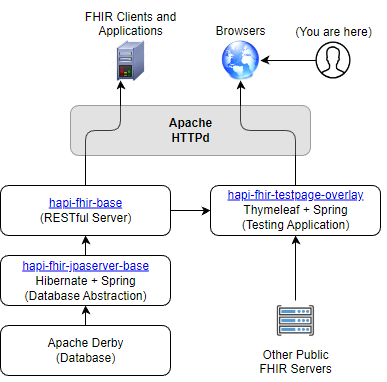 FHIR Clients and
Applications
Browsers
(You are here)
Apache
HTTPd
hapi-fhir-base
(RESTful Server)
hapi-fhir-testpage-overlay
Thymeleaf + Spring
(Testing Application)
hapi-fhir-jpaserver-base
Hibernate + Spring
(Database Abstraction)
Apache Derby
(Database)
Other Public
FHIR Servers